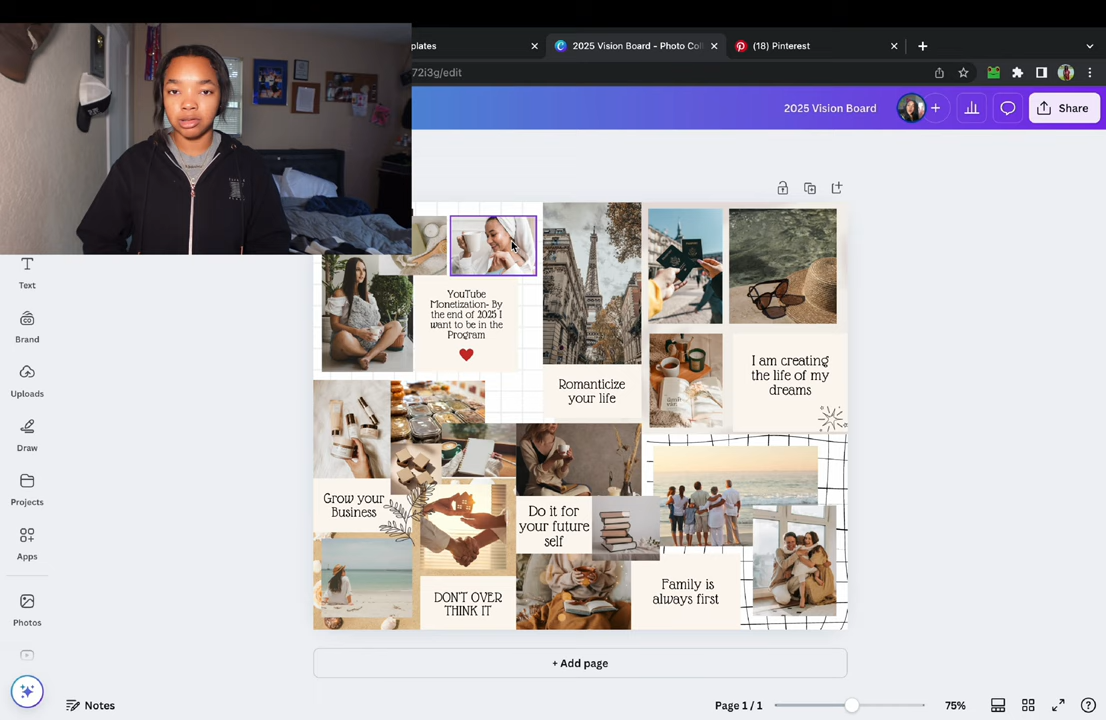 plates
2025 Vision Board - Photo Col
(18) Pinterest
72i3g/edit
2025 Vision Board
Share
Text
Brand
Uploads
Draw
Projects
Apps
Photos
YouTube
Monetization- By
the end of 2025 I
want to be in the
Program
Romanticize
your life
I am creating
the life of my
dreams
Grow your
Business
Do it for
your future
self
DON'T OVER
THINK IT
Family is
always first
+ Add page
Notes
Page 1 / 1
75%